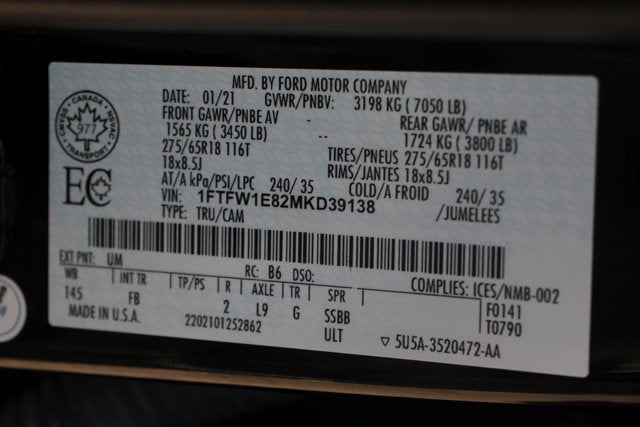 MFD. BY FORD MOTOR COMPANY
DATE: 01/21 GVWR/PNBV: 3198 KG ( 7050 LB)
FRONT GAWR/PNBE AV - REAR GAWR/ PNBE AR
1565 KG ( 3450 LB) -- 1724 KG ( 3800 LB)
275/65R18 116T TIRES/PNEUS 275/65R18 116T
18x8.5J RIMS/JANTES 18x8.5J
AT/A kPa/PSI/LPC 240/ 35 COLD/A FROID 240/ 35
VIN: 1FTFW1E82MKD39138 /JUMELEES
TYPE: TRU/CAM
CANADA
CMVSS 977 NSVAC
TRANSPORT
EC
EXT PNT: UM RC: B6 DSO: COMPLIES: ICES/NMB-002
WB INT TR TP/PS R AXLE TR SPR F0141
145 FB 2 L9 G SSBB T0790
MADE IN U.S.A. 2202101252862 ULT ▽ 5U5A-3520472-AA